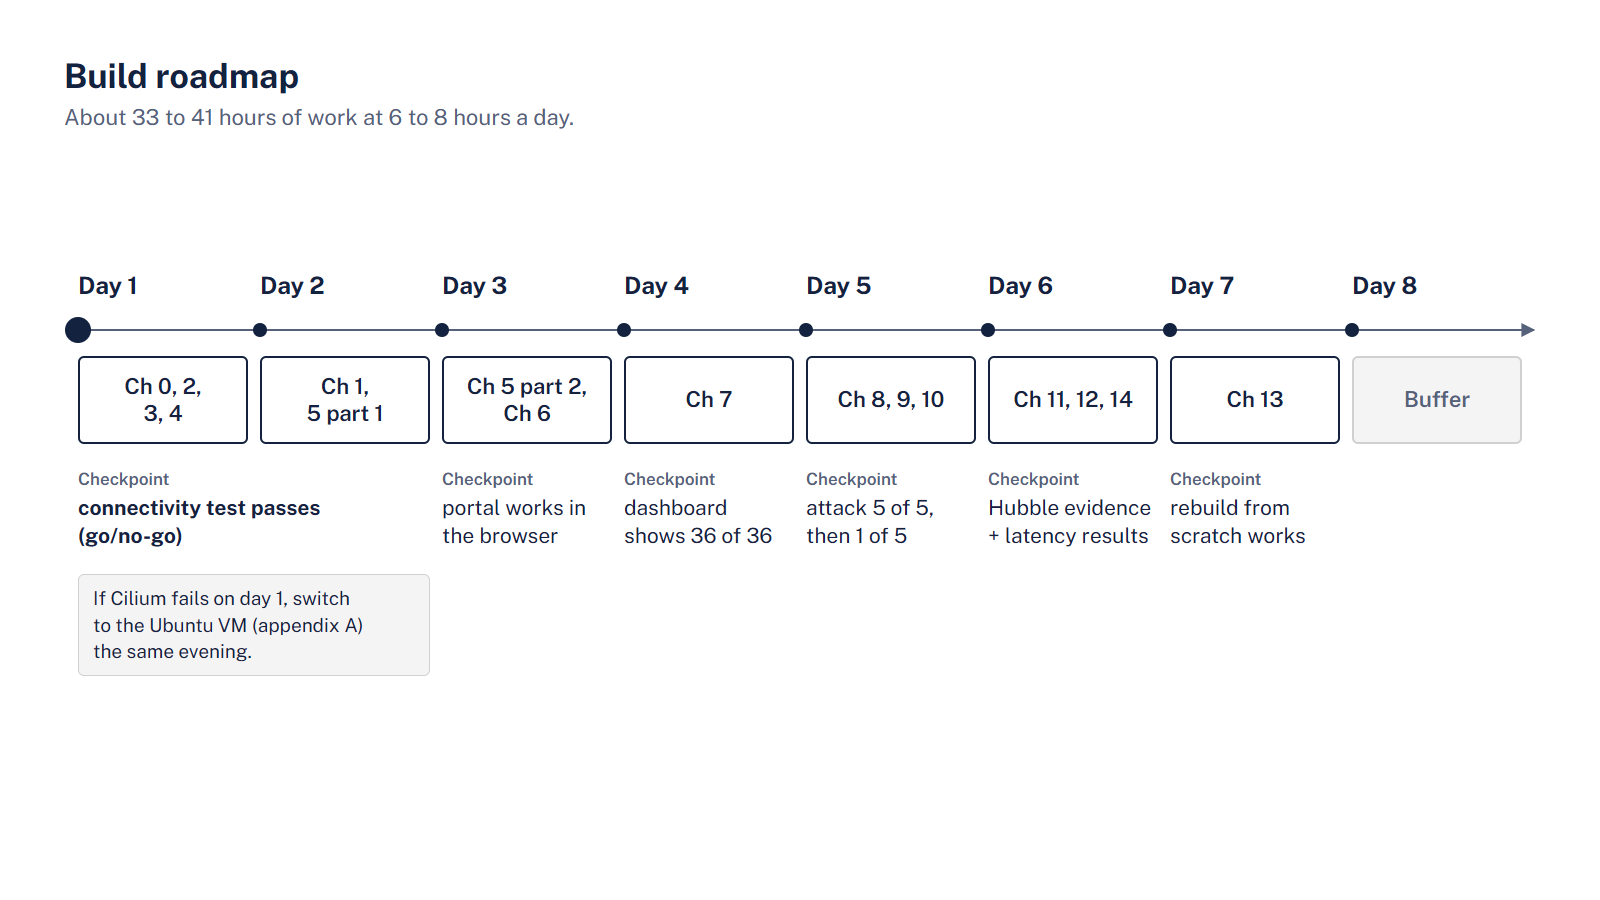 Build roadmap
About 33 to 41 hours of work at 6 to 8 hours a day.
Day 1
Day 2
Day 3
Day 4
Day 5
Day 6
Day 7
Day 8
Ch 0, 2,
3, 4
Ch 1,
5 part 1
Ch 5 part 2,
Ch 6
Ch 7
Ch 8, 9, 10
Ch 11, 12, 14
Ch 13
Buffer
Checkpoint
connectivity test passes
(go/no-go)
Checkpoint
portal works in
the browser
Checkpoint
dashboard
shows 36 of 36
Checkpoint
attack 5 of 5,
then 1 of 5
Checkpoint
Hubble evidence
+ latency results
Checkpoint
rebuild from
scratch works
If Cilium fails on day 1, switch
to the Ubuntu VM (appendix A)
the same evening.